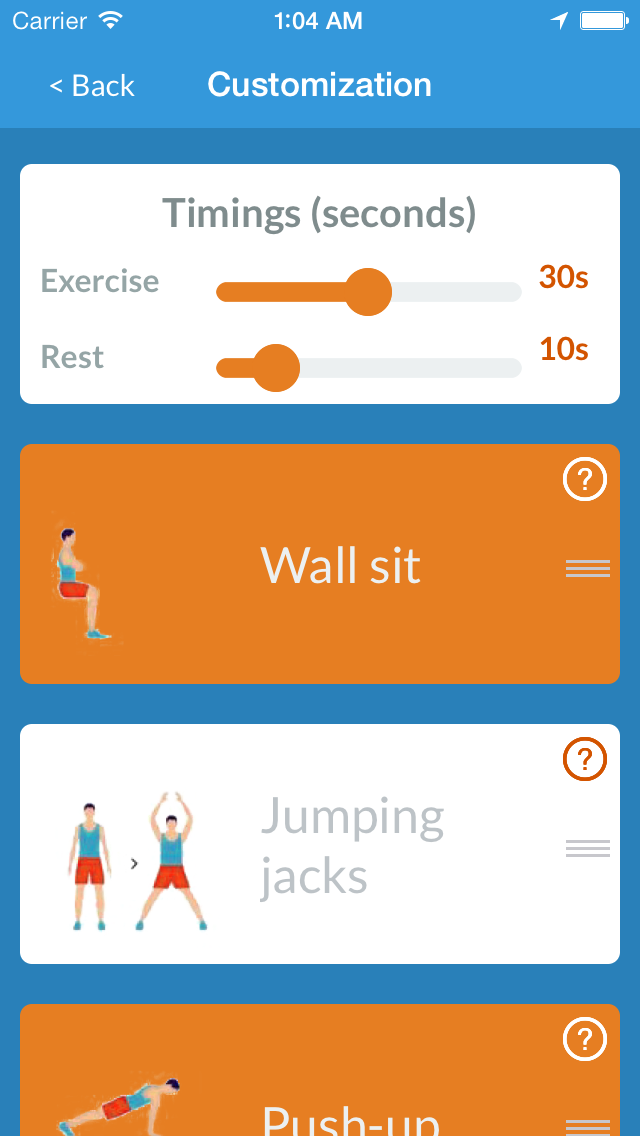 Carrier 1:04 AM
< Back Customization
Timings (seconds)
Exercise 30s
Rest 10s
?
Wall sit
?
Jumping
jacks
?
Push-up